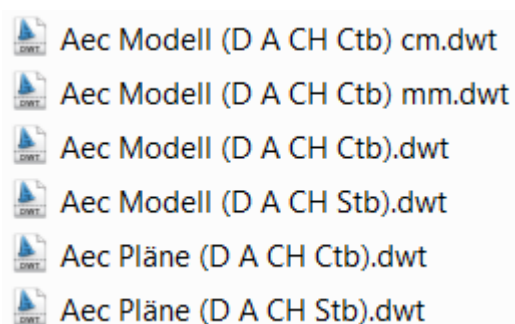 Aec Modell (D A CH Ctb) cm.dwt
Aec Modell (D A CH Ctb) mm.dwt
Aec Modell (D A CH Ctb).dwt
Aec Modell (D A CH Stb).dwt
Aec Pläne (D A CH Ctb).dwt
Aec Pläne (D A CH Stb).dwt